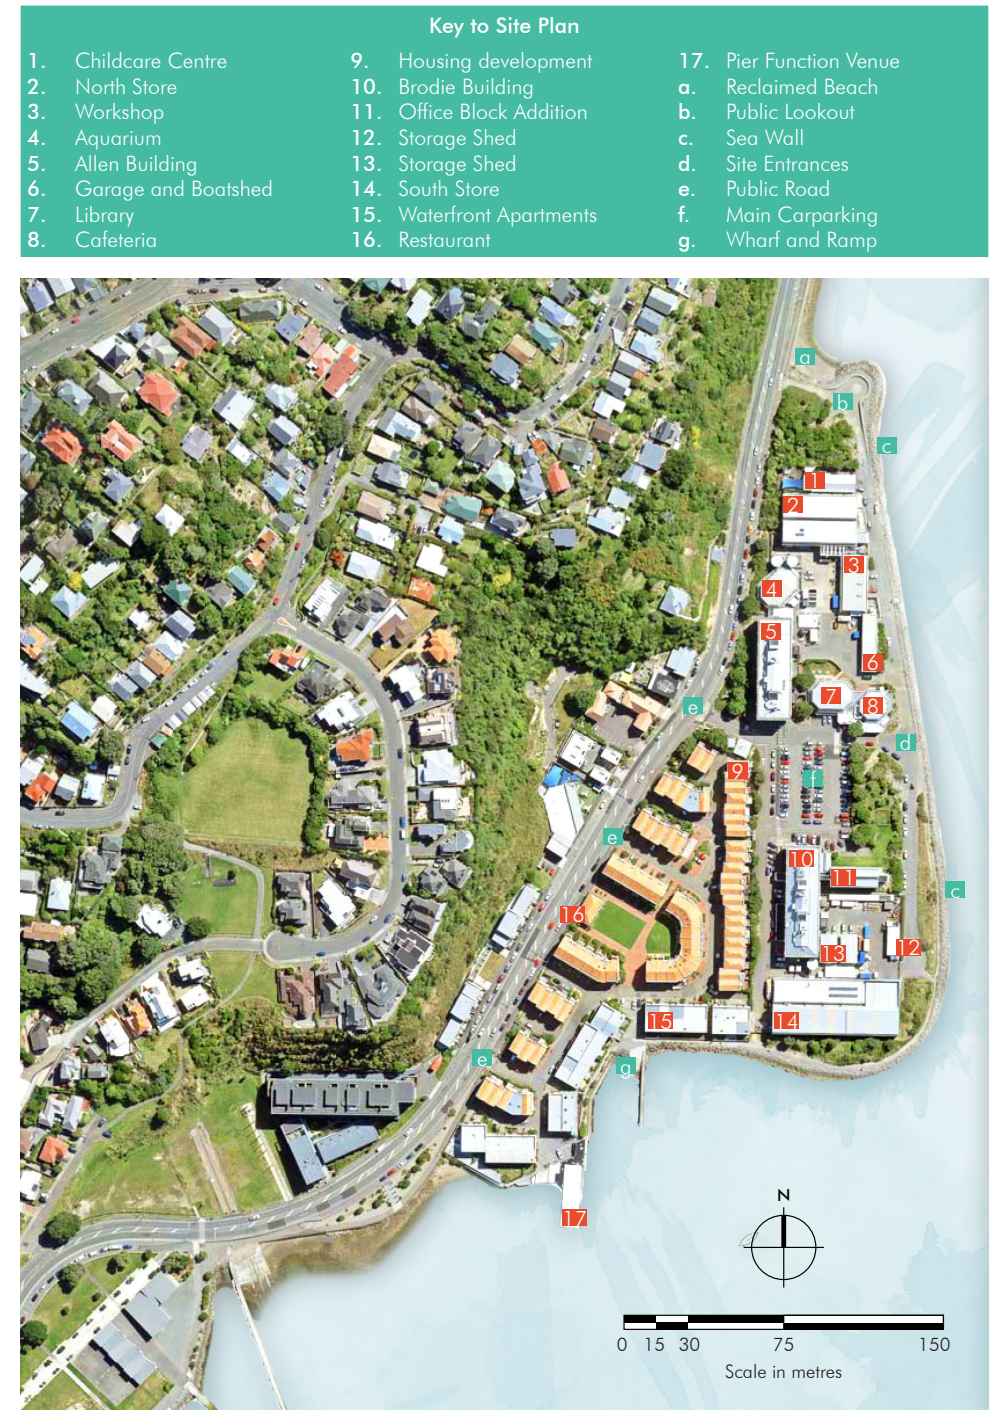 Key to Site Plan
1. Childcare Centre
2. North Store
3. Workshop
4. Aquarium
5. Allen Building
6. Garage and Boatshed
7. Library
8. Cafeteria
9. Housing development
10. Brodie Building
11. Office Block Addition
12. Storage Shed
13. Storage Shed
14. South Store
15. Waterfront Apartments
16. Restaurant
17. Pier Function Venue
a. Reclaimed Beach
b. Public Lookout
c. Sea Wall
d. Site Entrances
e. Public Road
f. Main Carparking
g. Wharf and Ramp
a
b
c
1
2
3
4
5
6
7
8
e
d
9
f
e
10
11
c
16
12
13
15
14
e
g
17
N
0 15 30 75 150
Scale in metres